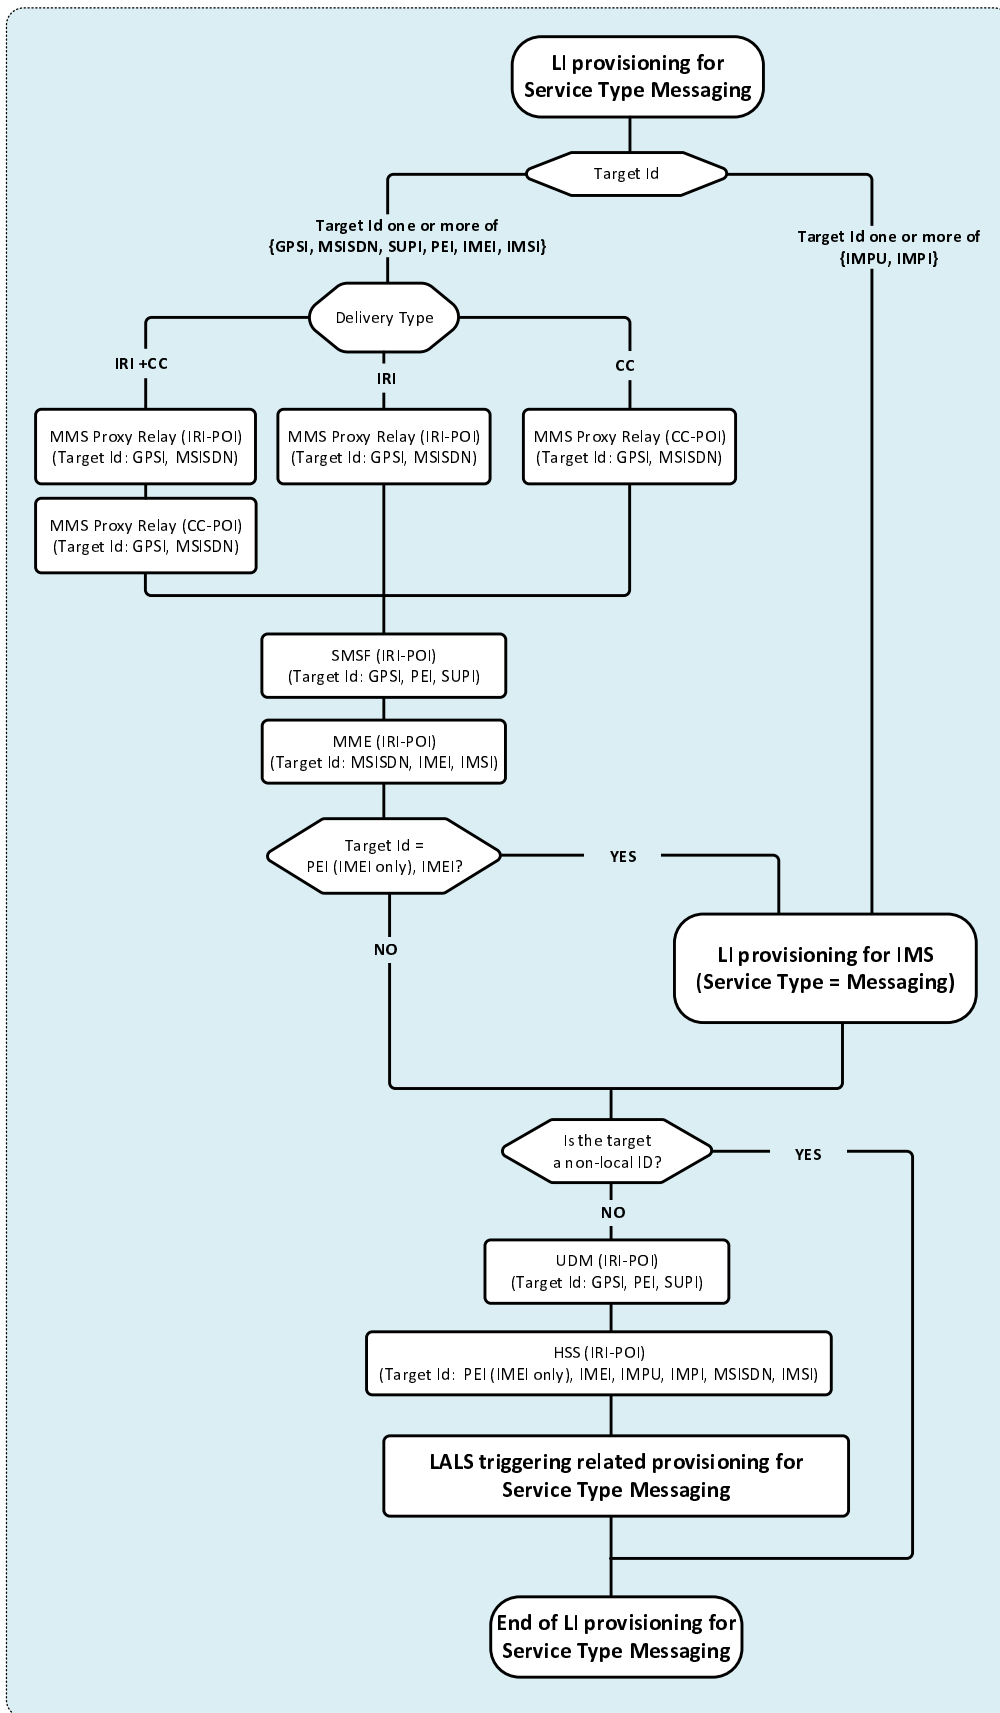 LI provisioning for
Service Type Messaging
Target Id
Target Id one or more of
{GPSI, MSISDN, SUPI, PEI, IMEI, IMSI}
Target Id one or more of
{IMPU, IMPI}
Delivery Type
IRI +CC
IRI
CC
MMS Proxy Relay (IRI-POI)
(Target Id: GPSI, MSISDN)
MMS Proxy Relay (IRI-POI)
(Target Id: GPSI, MSISDN)
MMS Proxy Relay (CC-POI)
(Target Id: GPSI, MSISDN)
MMS Proxy Relay (CC-POI)
(Target Id: GPSI, MSISDN)
SMSF (IRI-POI)
(Target Id: GPSI, PEI, SUPI)
MME (IRI-POI)
(Target Id: MSISDN, IMEI, IMSI)
Target Id =
PEI (IMEI only), IMEI?
YES
NO
LI provisioning for IMS
(Service Type = Messaging)
Is the target
a non-local ID?
YES
NO
UDM (IRI-POI)
(Target Id: GPSI, PEI, SUPI)
HSS (IRI-POI)
(Target Id: PEI (IMEI only), IMEI, IMPU, IMPI, MSISDN, IMSI)
LALS triggering related provisioning for
Service Type Messaging
End of LI provisioning for
Service Type Messaging